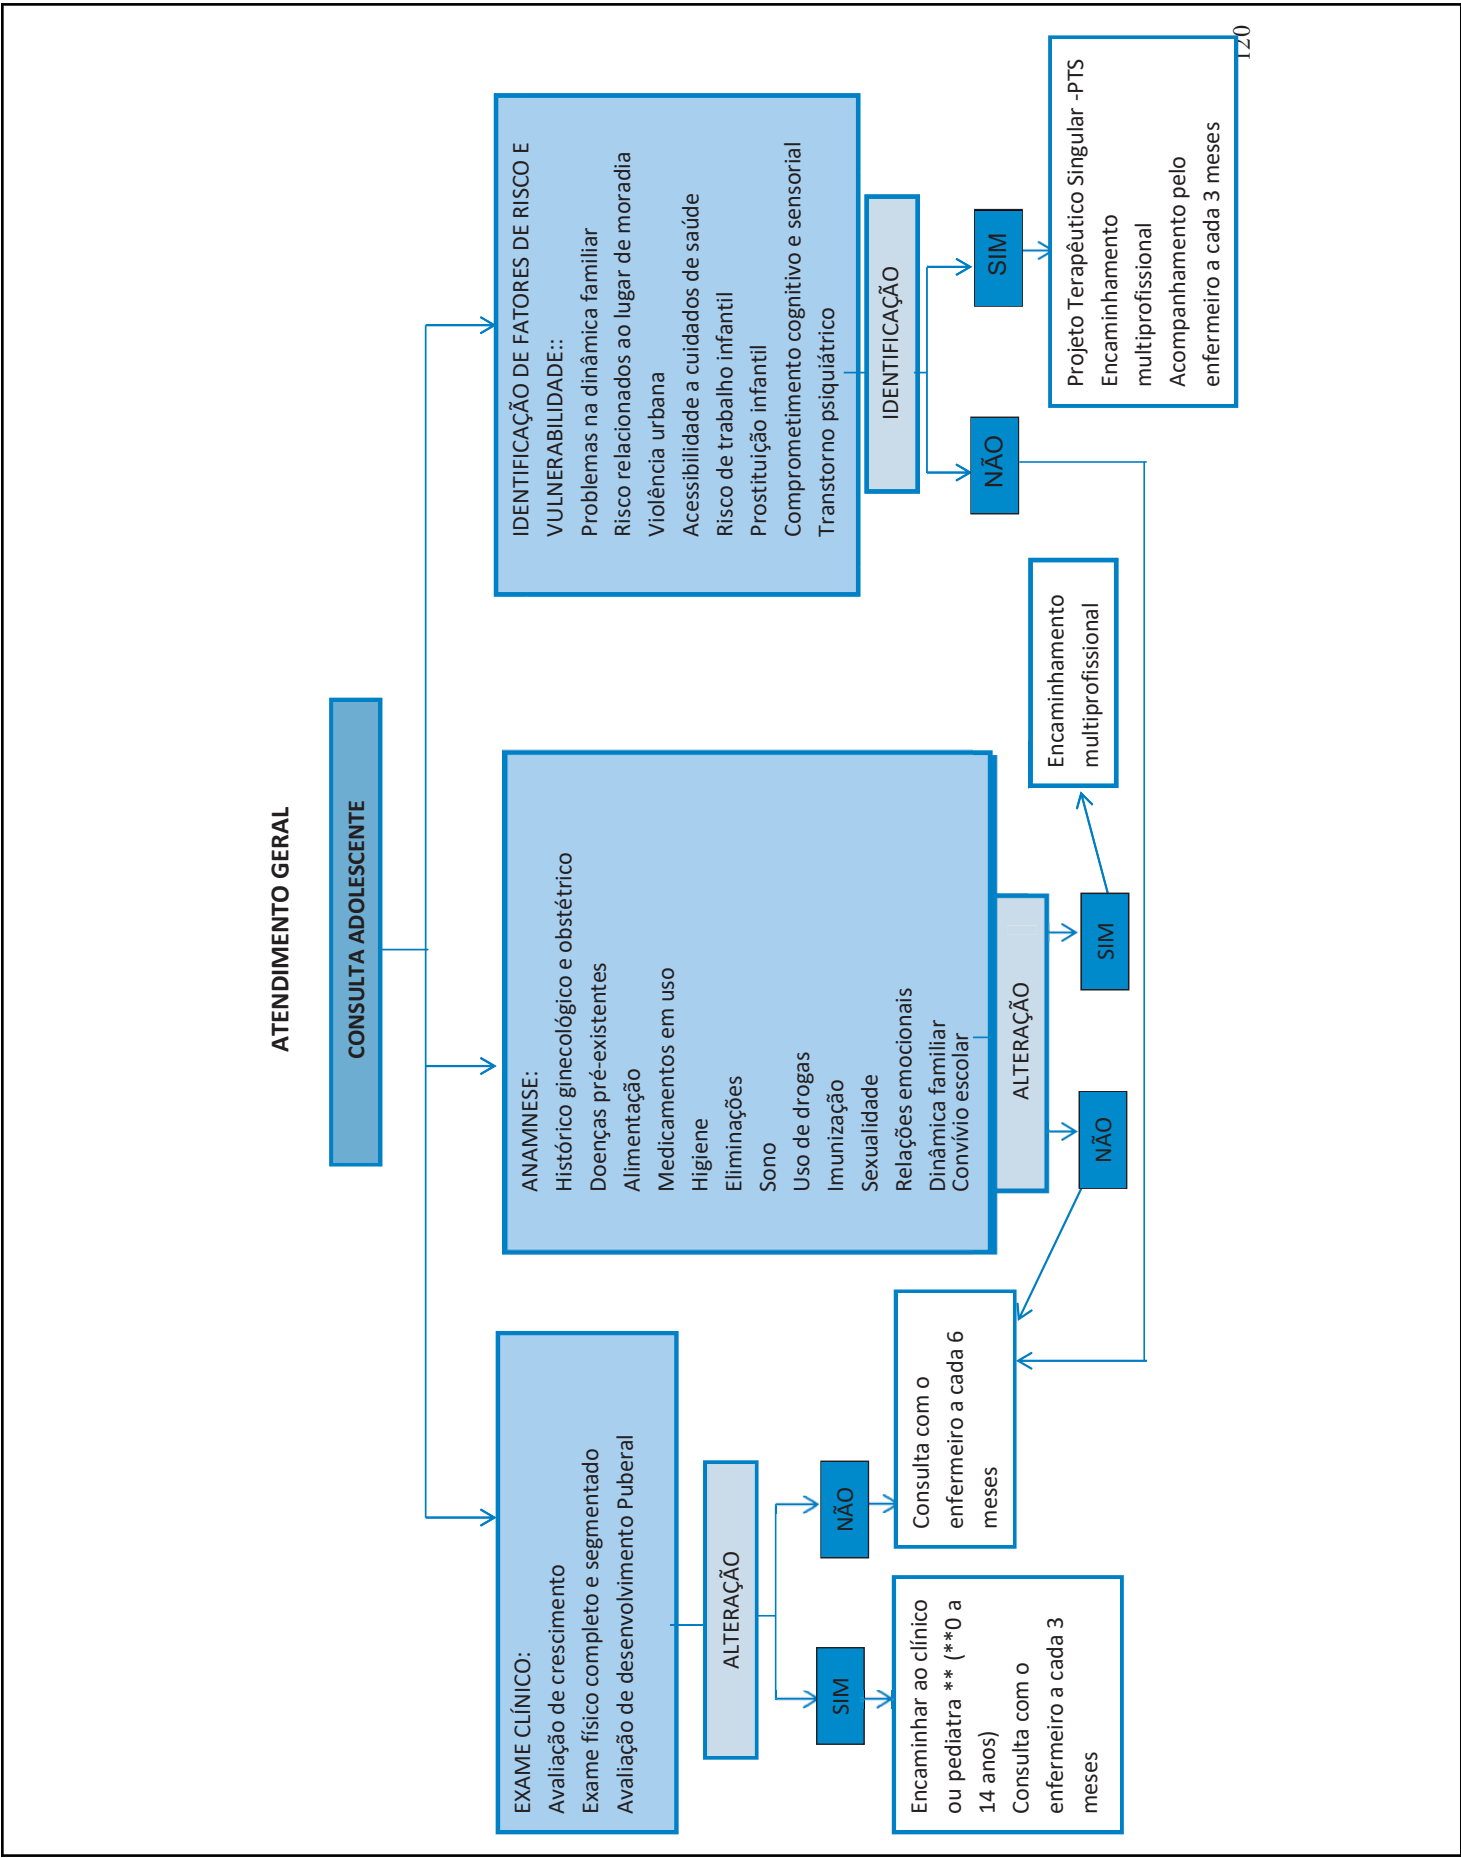 120
ATENDIMENTO GERAL
CONSULTA ADOLESCENTE
EXAME CLÍNICO:
Avaliação de crescimento
Exame físico completo e segmentado
Avaliação de desenvolvimento Puberal
ALTERAÇÃO
SIM
NÃO
Encaminhar ao clínico
ou pediatra ** (**0 a
14 anos)
Consulta com o
enfermeiro a cada 3
meses
Consulta com o
enfermeiro a cada 6
meses
ANAMNESE:
Histórico ginecológico e obstétrico
Doenças pré-existentes
Alimentação
Medicamentos em uso
Higiene
Eliminações
Sono
Uso de drogas
Imunização
Sexualidade
Relações emocionais
Dinâmica familiar
Convívio escolar
ALTERAÇÃO
NÃO
SIM
Encaminhamento
multiprofissional
IDENTIFICAÇÃO DE FATORES DE RISCO E
VULNERABILIDADE::
Problemas na dinâmica familiar
Risco relacionados ao lugar de moradia
Violência urbana
Acessibilidade a cuidados de saúde
Risco de trabalho infantil
Prostituição infantil
Comprometimento cognitivo e sensorial
Transtorno psiquiátrico
IDENTIFICAÇÃO
NÃO
SIM
Projeto Terapêutico Singular -PTS
Encaminhamento
multiprofissional
Acompanhamento pelo
enfermeiro a cada 3 meses